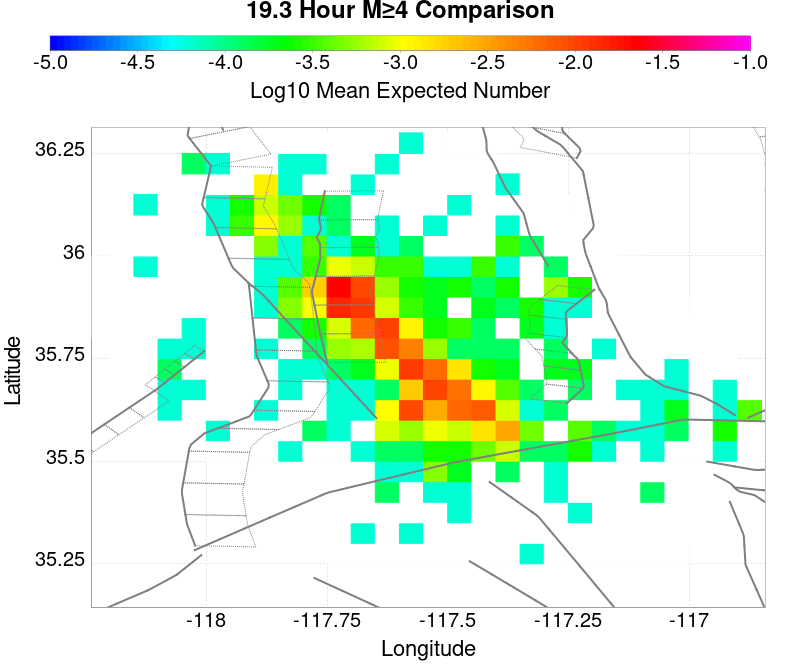 19.3 Hour M≥4 Comparison
-5.0 -4.5 -4.0 -3.5 -3.0 -2.5 -2.0 -1.5 -1.0
Log10 Mean Expected Number
36.25
36
35.75
35.5
35.25
Latitude
-118 -117.75 -117.5 -117.25 -117
Longitude